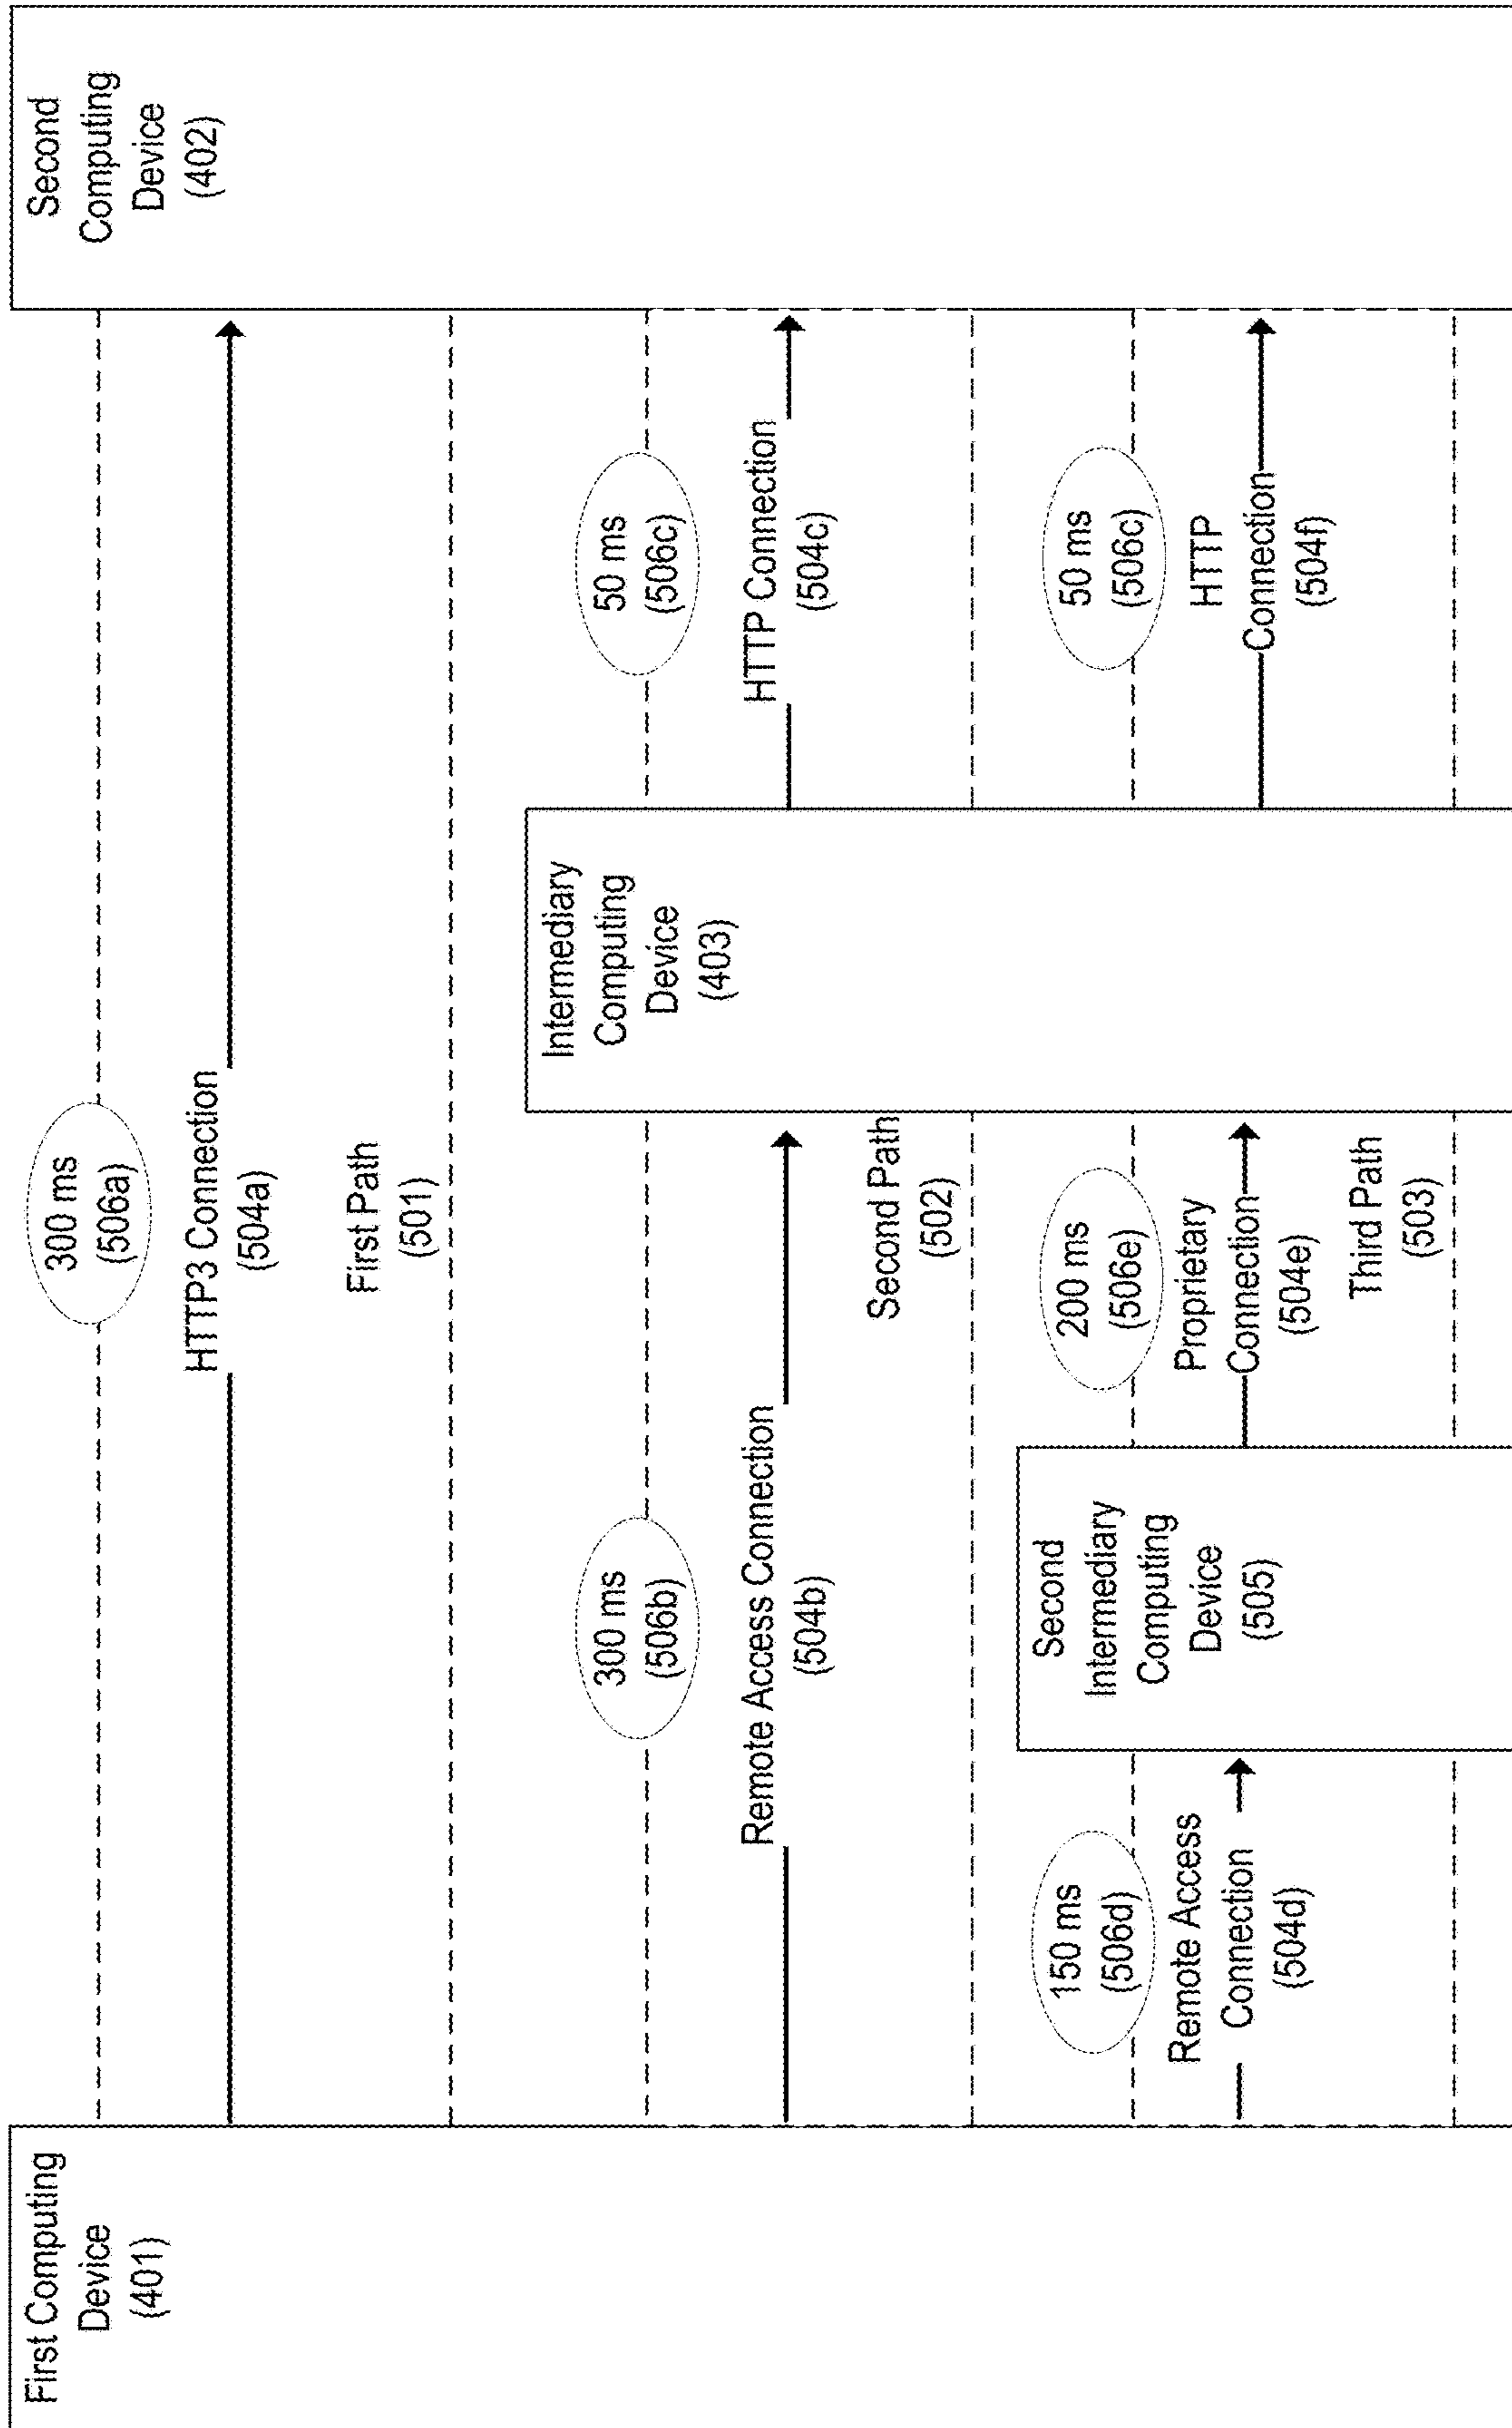 First Computing
Device
(401)
Second
Computing
Device
(402)
300 ms
(506a)
HTTP3 Connection
(504a)
First Path
(501)
Intermediary
Computing
Device
(403)
300 ms
(506b)
Remote Access Connection
(504b)
50 ms
(506c)
HTTP Connection
(504c)
Second Path
(502)
Second
Intermediary
Computing
Device
(505)
150 ms
(506d)
Remote Access
Connection
(504d)
200 ms
(506e)
Proprietary
Connection
(504e)
50 ms
(506c)
HTTP
Connection
(504f)
Third Path
(503)